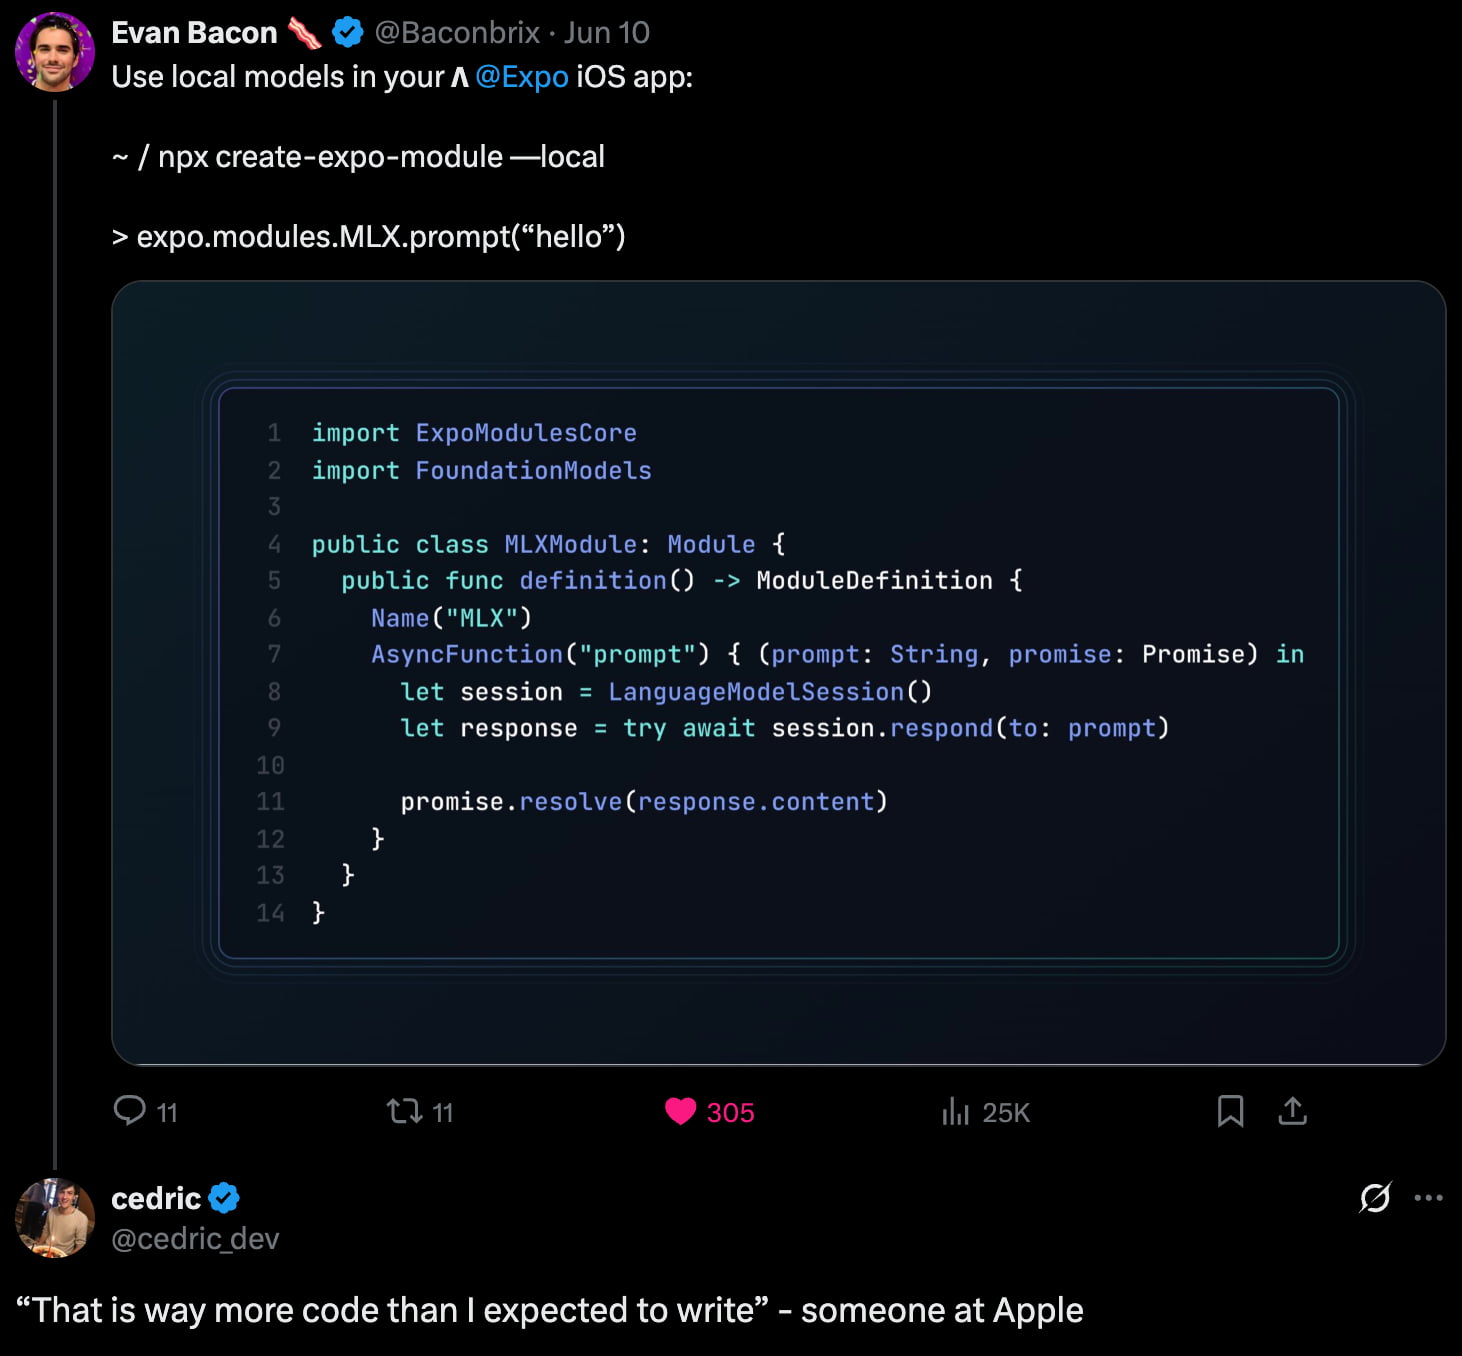 Evan Bacon 🥓 @Baconbrix · Jun 10
Use local models in your Λ @Expo iOS app:
~ / npx create-expo-module —local
> expo.modules.MLX.prompt(“hello”)
1 import ExpoModulesCore
2 import FoundationModels
3
4 public class MLXModule: Module {
5   public func definition() -> ModuleDefinition {
6     Name("MLX")
7     AsyncFunction("prompt") { (prompt: String, promise: Promise) in
8       let session = LanguageModelSession()
9       let response = try await session.respond(to: prompt)
10
11       promise.resolve(response.content)
12     }
13   }
14 }
11 11 305 25K
cedric
@cedric_dev
“That is way more code than I expected to write” - someone at Apple